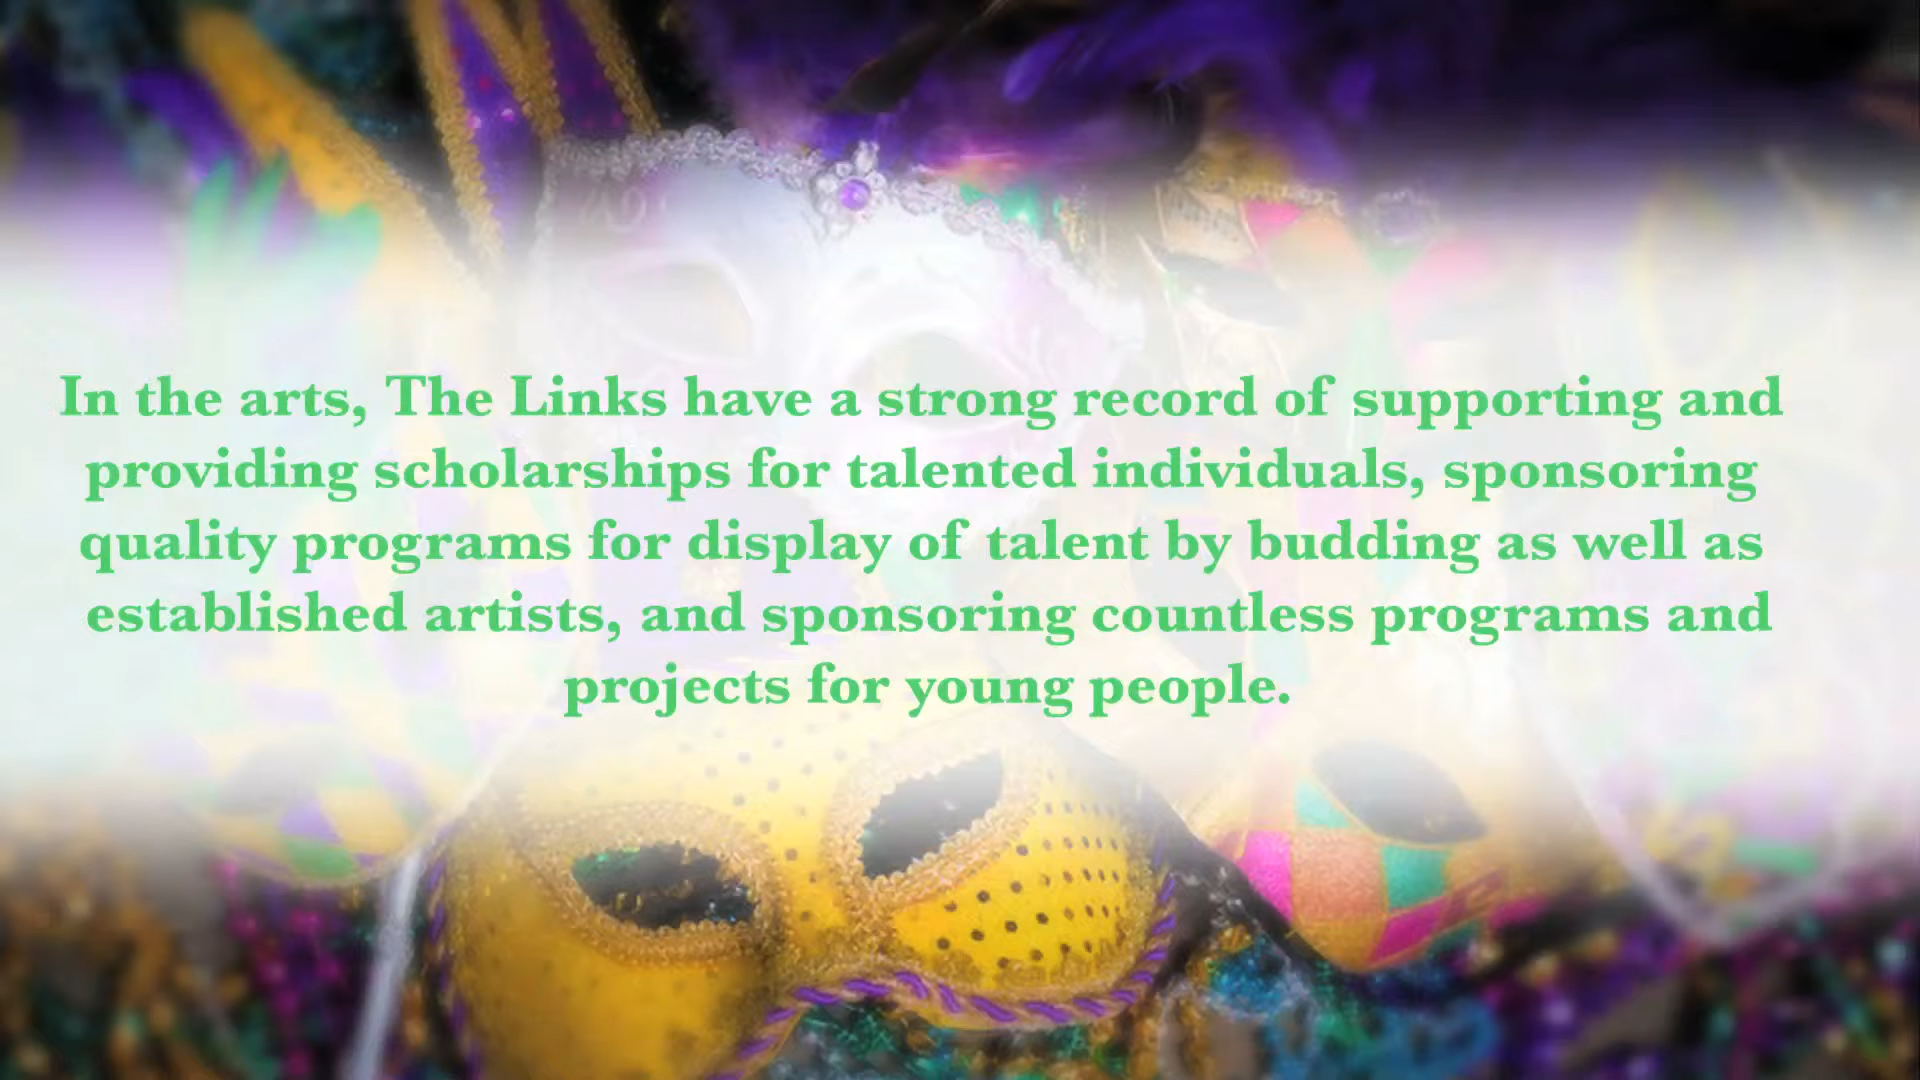 In the arts, The Links have a strong record of supporting and
providing scholarships for talented individuals, sponsoring
quality programs for display of talent by budding as well as
established artists, and sponsoring countless programs and
projects for young people.